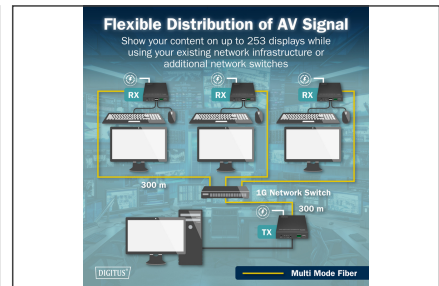 Flexible Distribution of AV Signal
Show your content on up to 253 displays while
using your existing network infrastructure or
additional network switches
RX
RX
RX
300 m
1G Network Switch
300 m
TX
DIGITUS®
Multi Mode Fiber